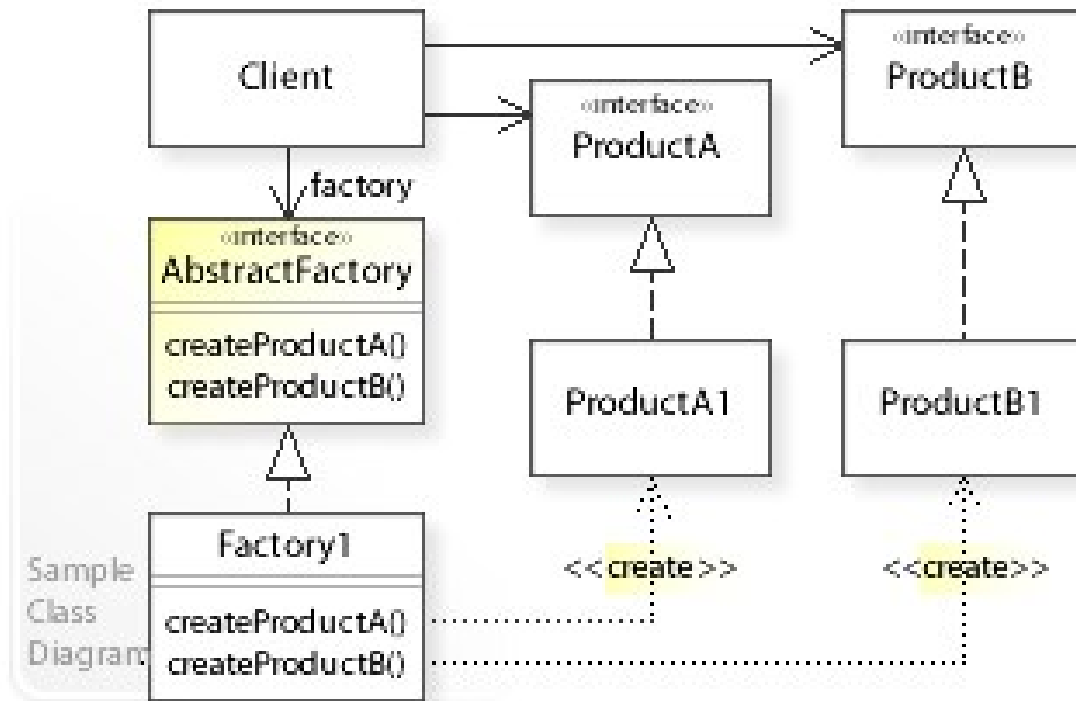 Client
«interface»
ProductB
«interface»
ProductA
factory
«interface»
AbstractFactory
createProductA()
createProductB()
ProductA1
ProductB1
Factory1
createProductA()
createProductB()
<<create>>
<<create>>
Sample
Class
Diagram